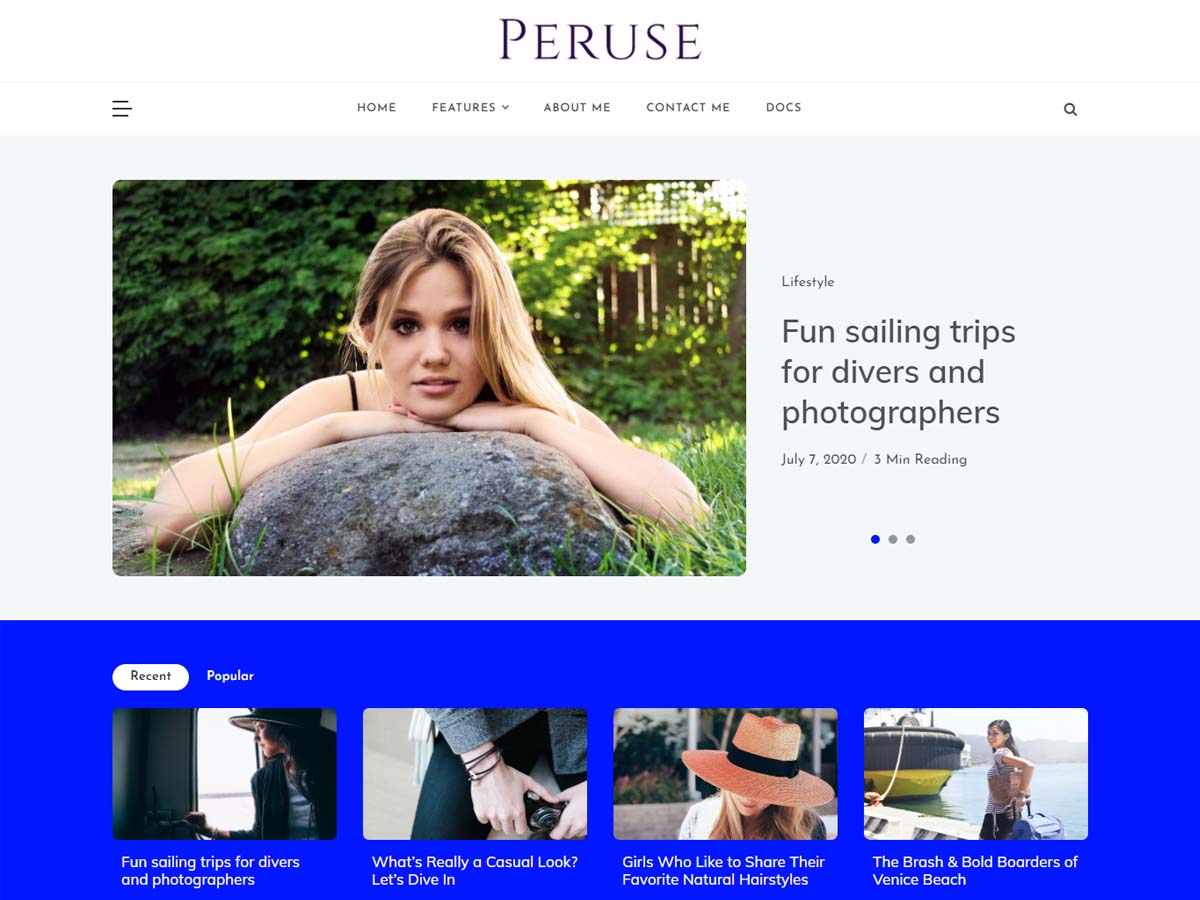 PERUSE
HOME FEATURES ABOUT ME CONTACT ME DOCS
Lifestyle
Fun sailing trips
for divers and
photographers
July 7, 2020 / 3 Min Reading
Recent Popular
Fun sailing trips for divers
and photographers
What's Really a Casual Look?
Let's Dive In
Girls Who Like to Share Their
Favorite Natural Hairstyles
The Brash & Bold Boarders of
Venice Beach